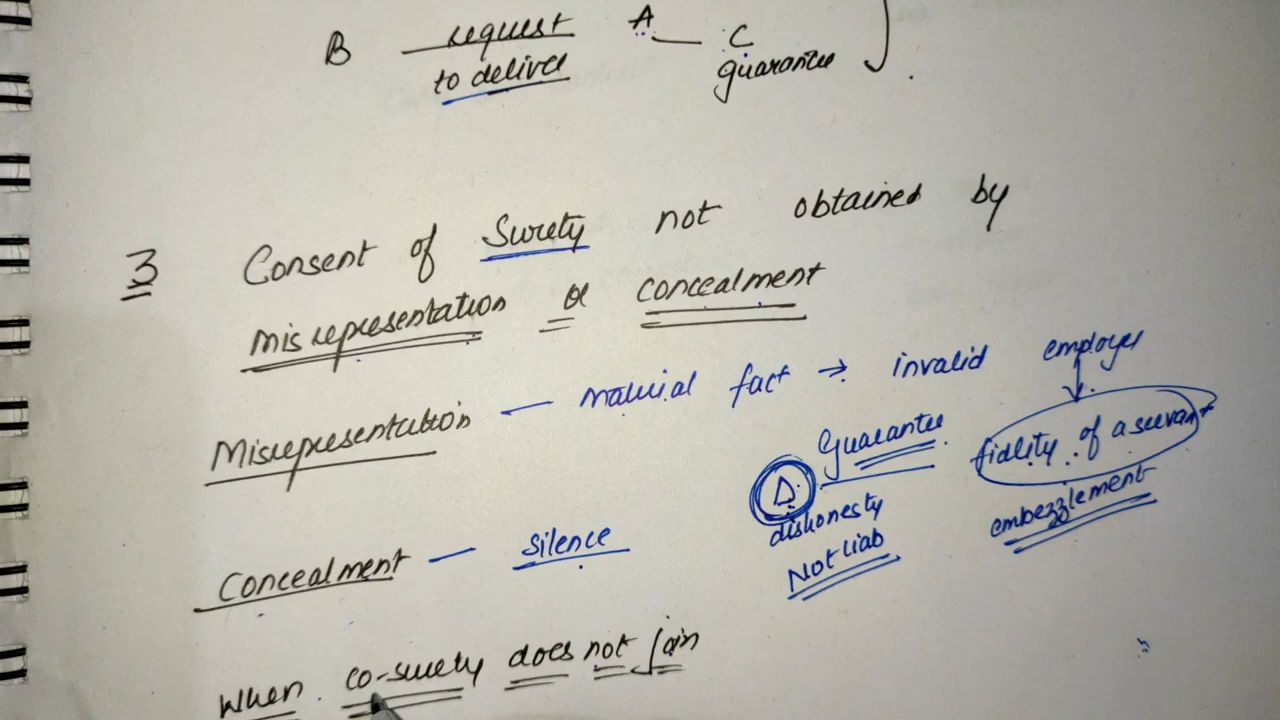 B request A C
to deliver guarantee
3 Consent of Surety not obtained by
misrepresentation or concealment
Misrepresentation - material fact → invalid employer
Guarantee fidlity of a servant
D
dishonesty embezzlement
Not liab
Concealment - silence
When co-surety does not join